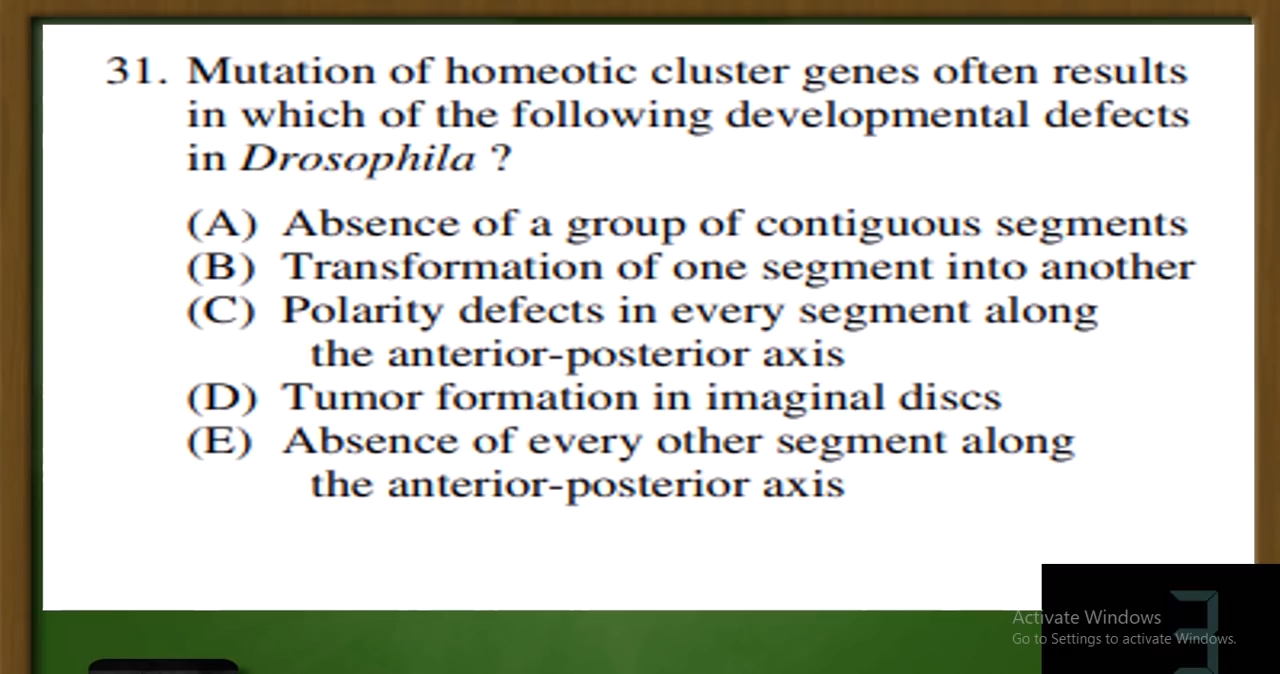 31. Mutation of homeotic cluster genes often results
in which of the following developmental defects
in Drosophila ?
(A) Absence of a group of contiguous segments
(B) Transformation of one segment into another
(C) Polarity defects in every segment along
the anterior-posterior axis
(D) Tumor formation in imaginal discs
(E) Absence of every other segment along
the anterior-posterior axis
Activate Windows
Go to Settings to activate Windows.